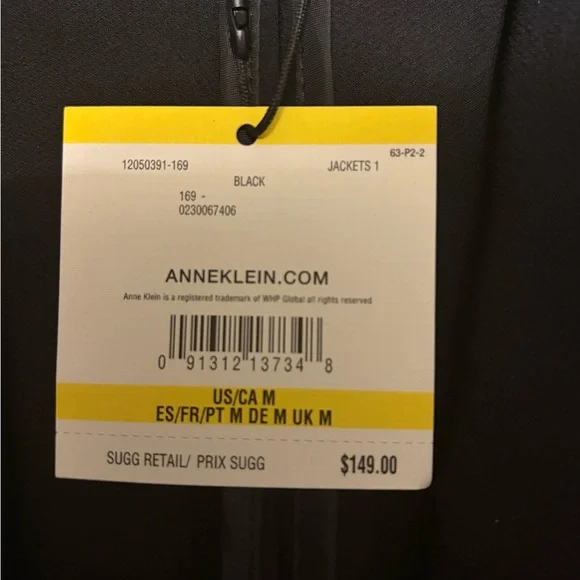 63-P2-2
12050391-169 JACKETS 1
BLACK
169 -
0230067406
ANNEKLEIN.COM
Anne Klein is a registered trademark of WHP Global all rights reserved
0 91312 13734 8
US/CA M
ES/FR/PT M DE M UK M
SUGG RETAIL/ PRIX SUGG $149.00